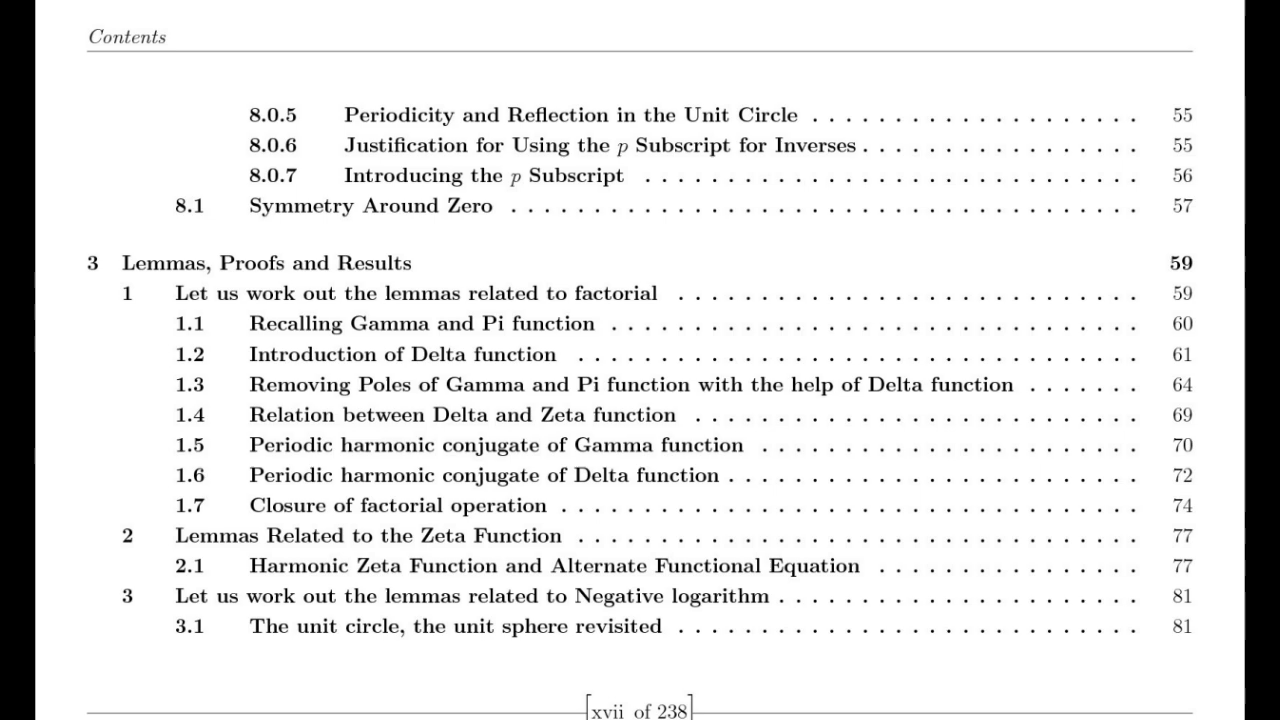 Contents
8.0.5 Periodicity and Reflection in the Unit Circle . . . . . . . . . . . . . . . . . . . . 55
8.0.6 Justification for Using the p Subscript for Inverses . . . . . . . . . . . . . . . . . 55
8.0.7 Introducing the p Subscript . . . . . . . . . . . . . . . . . . . . . . . . . . . . . . 56
8.1 Symmetry Around Zero . . . . . . . . . . . . . . . . . . . . . . . . . . . . . . . . . . . . . . 57
3 Lemmas, Proofs and Results 59
1 Let us work out the lemmas related to factorial . . . . . . . . . . . . . . . . . . . . . . . . . . . . 59
1.1 Recalling Gamma and Pi function . . . . . . . . . . . . . . . . . . . . . . . . . . . . . . . . 60
1.2 Introduction of Delta function . . . . . . . . . . . . . . . . . . . . . . . . . . . . . . . . . . 61
1.3 Removing Poles of Gamma and Pi function with the help of Delta function . . . . . . . 64
1.4 Relation between Delta and Zeta function . . . . . . . . . . . . . . . . . . . . . . . . . . . 69
1.5 Periodic harmonic conjugate of Gamma function . . . . . . . . . . . . . . . . . . . . . . . 70
1.6 Periodic harmonic conjugate of Delta function . . . . . . . . . . . . . . . . . . . . . . . . . 72
1.7 Closure of factorial operation . . . . . . . . . . . . . . . . . . . . . . . . . . . . . . . . . . . 74
2 Lemmas Related to the Zeta Function . . . . . . . . . . . . . . . . . . . . . . . . . . . . . . . . . . 77
2.1 Harmonic Zeta Function and Alternate Functional Equation . . . . . . . . . . . . . . . . 77
3 Let us work out the lemmas related to Negative logarithm . . . . . . . . . . . . . . . . . . . . . . 81
3.1 The unit circle, the unit sphere revisited . . . . . . . . . . . . . . . . . . . . . . . . . . . . 81
[xvii of 238]